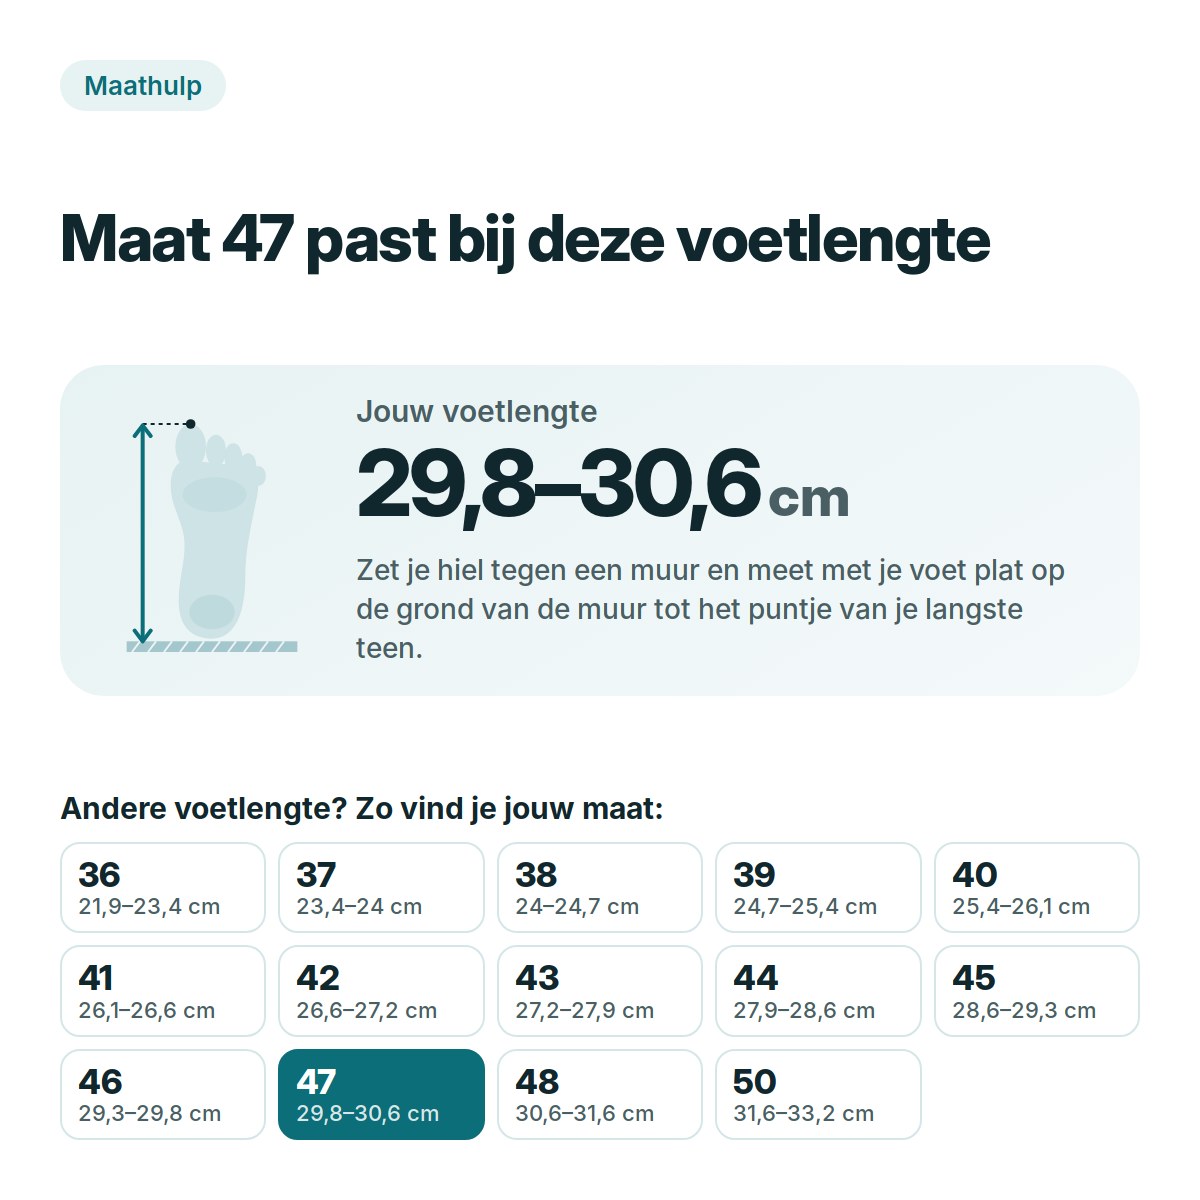 Maathulp
Maat 47 past bij deze voetlengte
Jouw voetlengte
29,8–30,6 cm
Zet je hiel tegen een muur en meet met je voet plat op
de grond van de muur tot het puntje van je langste
teen.
Andere voetlengte? Zo vind je jouw maat:
36
21,9–23,4 cm
37
23,4–24 cm
38
24–24,7 cm
39
24,7–25,4 cm
40
25,4–26,1 cm
41
26,1–26,6 cm
42
26,6–27,2 cm
43
27,2–27,9 cm
44
27,9–28,6 cm
45
28,6–29,3 cm
46
29,3–29,8 cm
47
29,8–30,6 cm
48
30,6–31,6 cm
50
31,6–33,2 cm